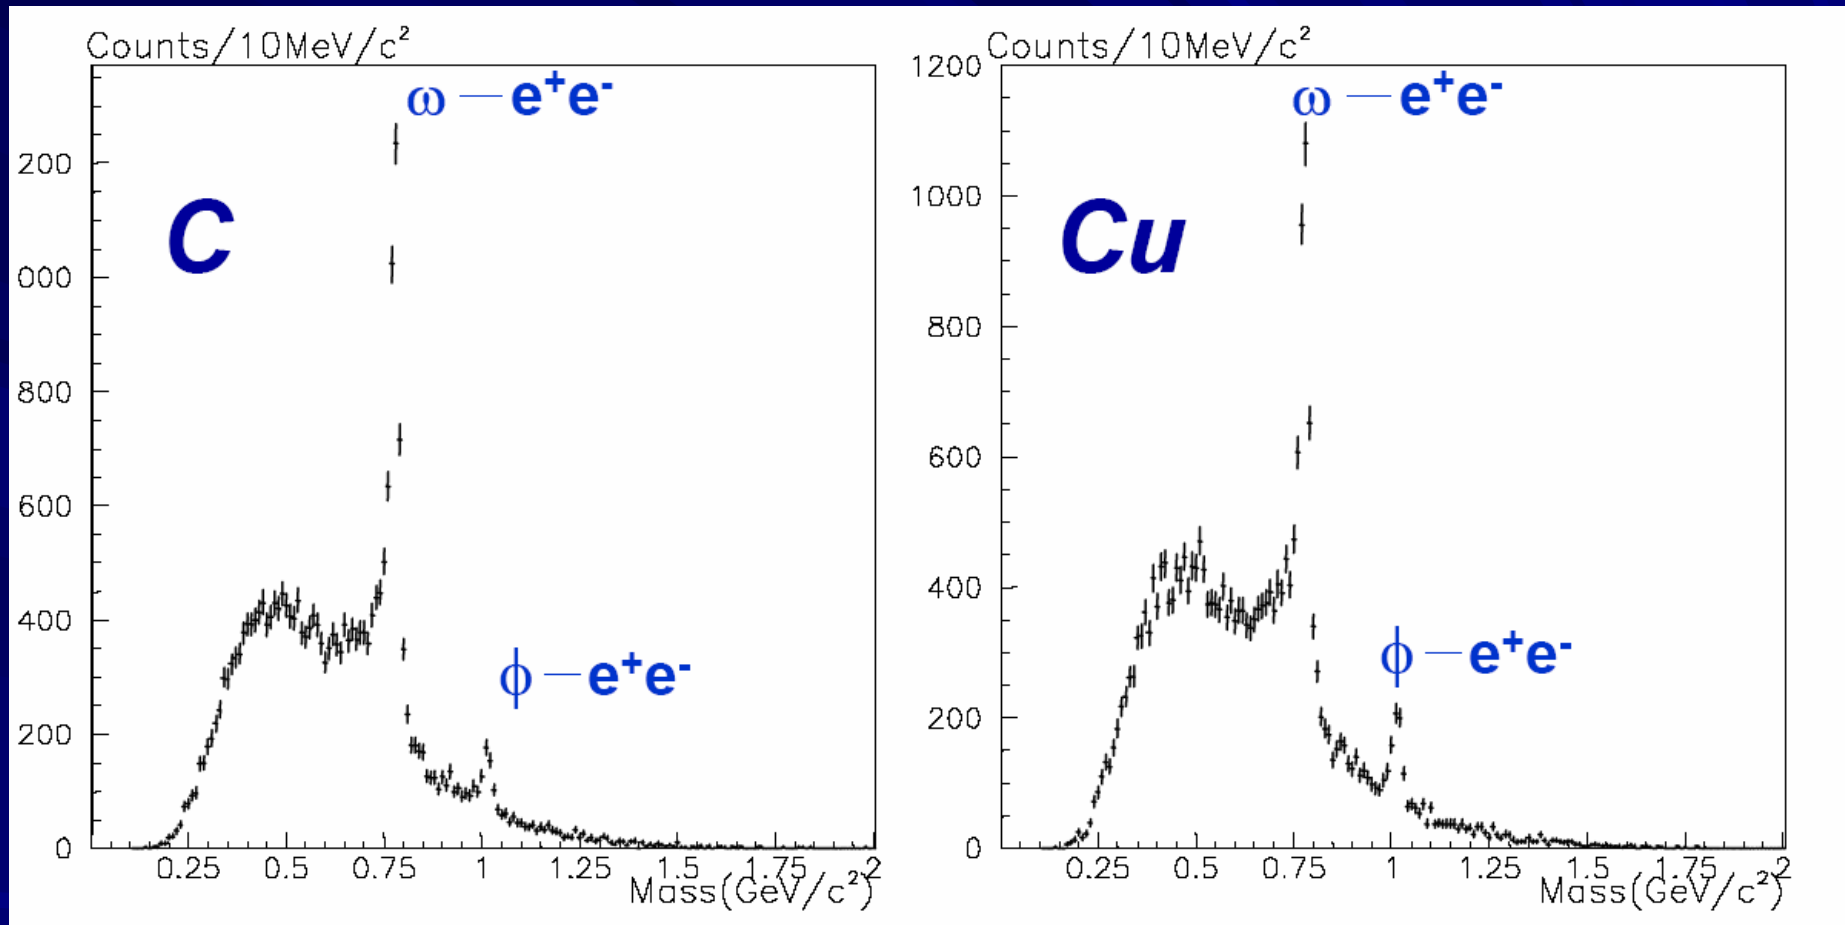 Counts/10MeV/c²
ω — e⁺e⁻
C
200
000
800
600
400
200
0
ϕ — e⁺e⁻
0.25 0.5 0.75 1 1.25 1.5 1.75 2
Mass(GeV/c²)
Counts/10MeV/c²
ω — e⁺e⁻
Cu
1200
1000
800
600
400
200
0
ϕ — e⁺e⁻
0.25 0.5 0.75 1 1.25 1.5 1.75 2
Mass(GeV/c²)